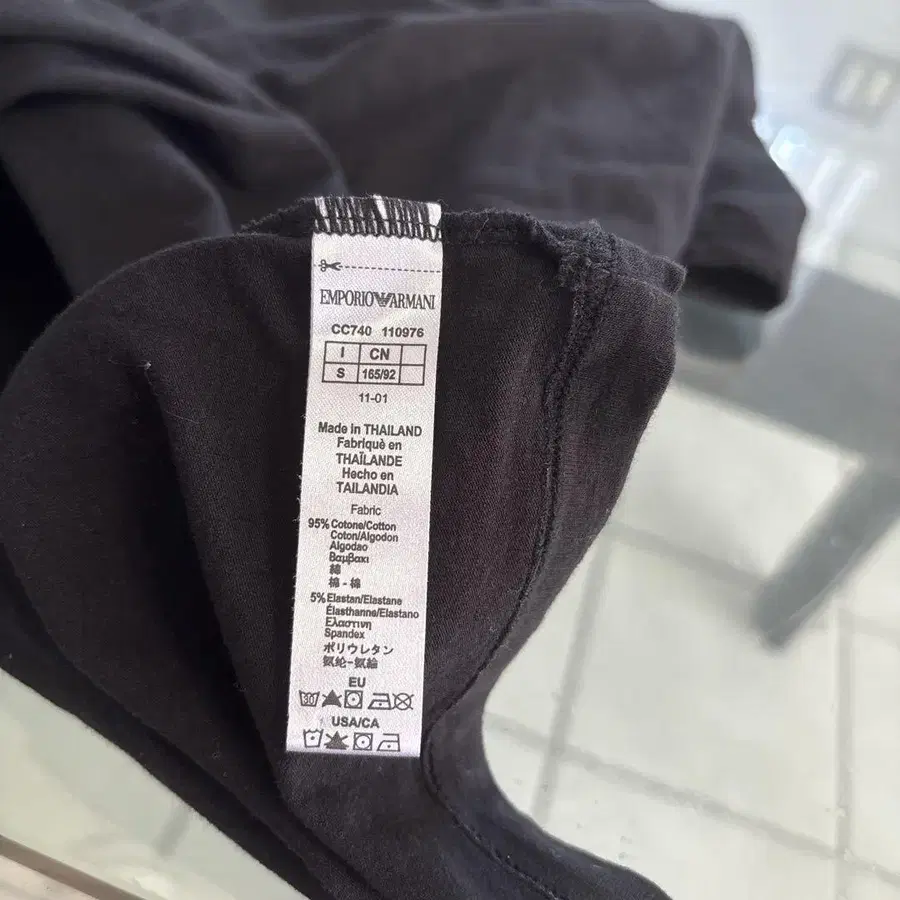 EMPORIO ARMANI
CC740 110976
I CN
S 165/92
11-01
Made in THAILAND
Fabriquè en
THAÏLANDE
Hecho en
TAILANDIA
Fabric
95% Cotone/Cotton
Coton/Algodon
Algodao
Βαμβακι
綿
棉 - 棉
5% Elastan/Elastane
Élasthanne/Elastano
Ελαστινη
Spandex
ポリウレタン
氨纶-氨綸
EU
30
USA/CA